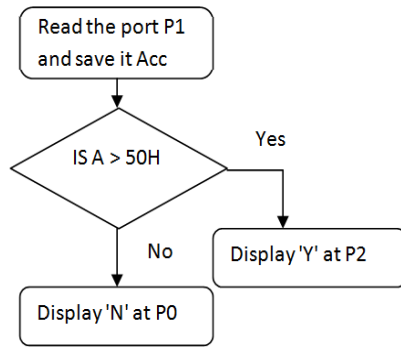 Read the port P1
and save it Acc
IS A > 50H
Yes
No
Display 'Y' at P2
Display 'N' at P0